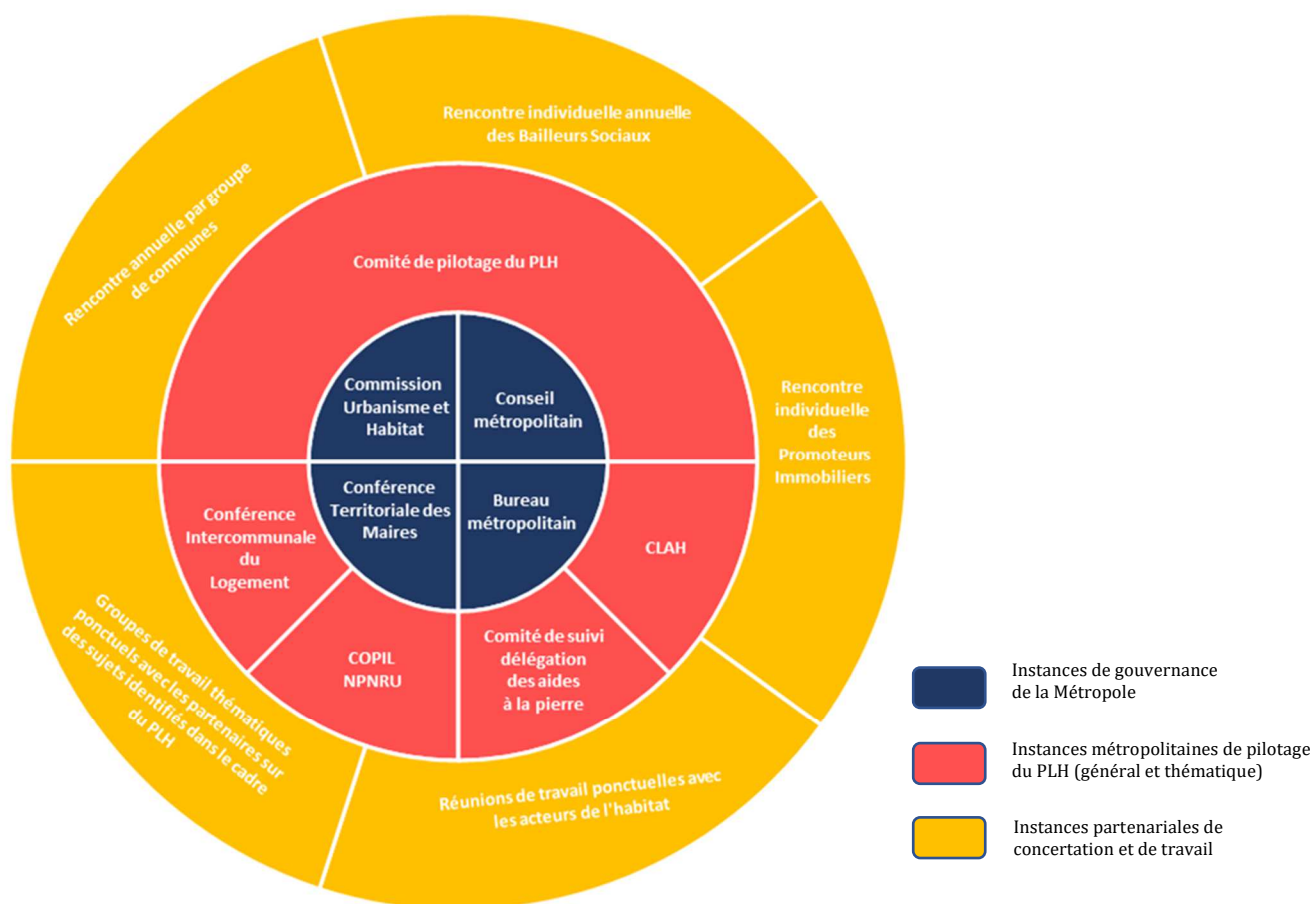 Rencontre individuelle annuelle
des Bailleurs Sociaux
Rencontre annuelle par groupe
de communes
Comité de pilotage du PLH
Rencontre
individuelle
des
Promoteurs
Immobiliers
Commission
Urbanisme et
Habitat
Conseil
métropolitain
Conférence
Territoriale des
Maires
Bureau
métropolitain
Conférence
Intercommunale
du
Logement
CLAH
COPIL
NPNRU
Comité de suivi
délégation
des aides
à la pierre
Groupes de travail thématiques
ponctuels avec les partenaires sur
des sujets identifiés dans le cadre
du PLH
Réunions de travail ponctuelles avec
les acteurs de l'habitat
Instances de gouvernance
de la Métropole
Instances métropolitaines de pilotage
du PLH (général et thématique)
Instances partenariales de
concertation et de travail